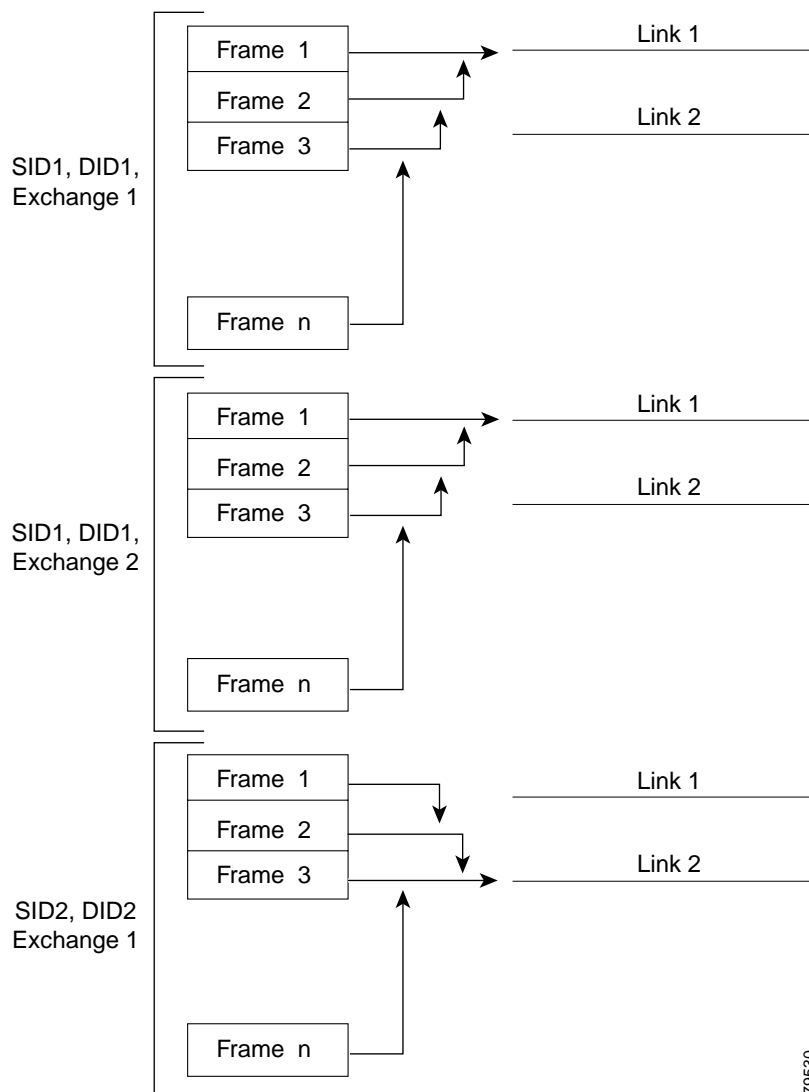 Frame 1
Link 1
Frame 2
Link 2
Frame 3
SID1, DID1,
Exchange 1
Frame n
Frame 1
Link 1
Frame 2
Link 2
Frame 3
SID1, DID1,
Exchange 2
Frame n
Frame 1
Link 1
Frame 2
Link 2
Frame 3
SID2, DID2
Exchange 1
Frame n
79530